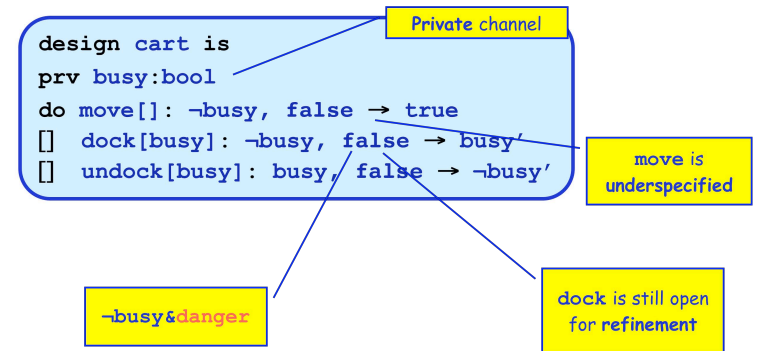 Private channel
design cart is
prv busy:bool
do move[]: ¬busy, false → true
[] dock[busy]: ¬busy, false → busy’
[] undock[busy]: busy, false → ¬busy’
move is
underspecified
¬busy&danger
dock is still open
for refinement